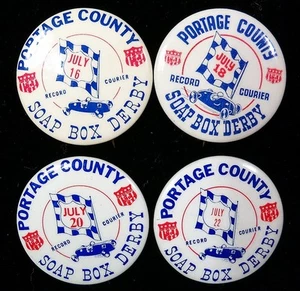 PORTAGE COUNTY
JULY
16
RECORD COURIER
SOAP BOX DERBY
PORTAGE COUNTY
JULY
18
RECORD COURIER
SOAP BOX DERBY
PORTAGE COUNTY
JULY
20
RECORD COURIER
SOAP BOX DERBY
PORTAGE COUNTY
JULY
22
RECORD COURIER
SOAP BOX DERBY